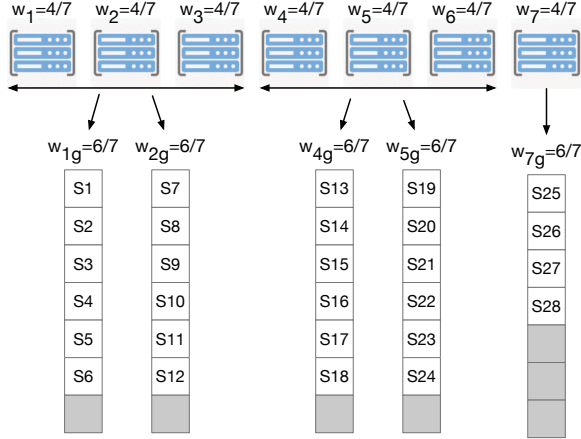 w1=4/7 w2=4/7 w3=4/7 w4=4/7 w5=4/7 w6=4/7 w7=4/7
w1g=6/7 w2g=6/7 w4g=6/7 w5g=6/7 w7g=6/7
S1 S7 S13 S19 S25
S2 S8 S14 S20 S26
S3 S9 S15 S21 S27
S4 S10 S16 S22 S28
S5 S11 S17 S23
S6 S12 S18 S24